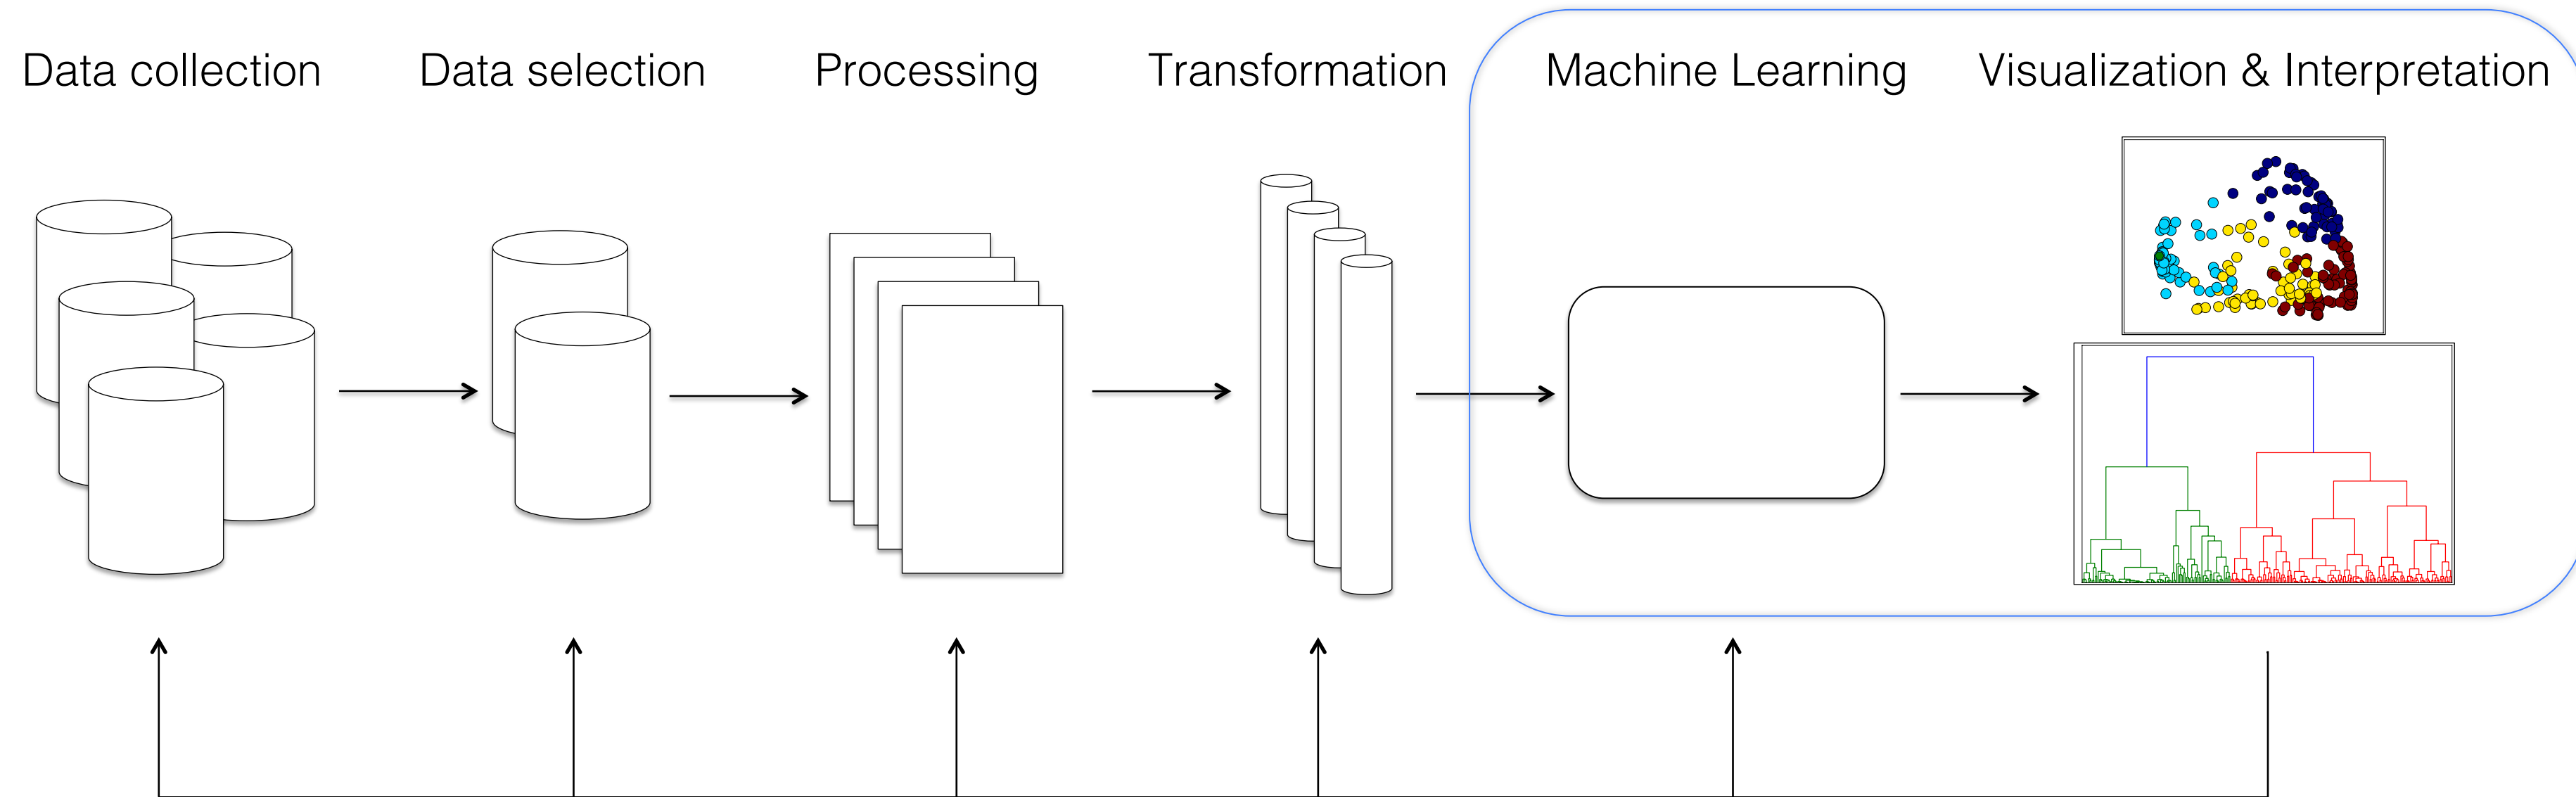 Data collection
Data selection
Processing
Transformation
Machine Learning
Visualization & Interpretation